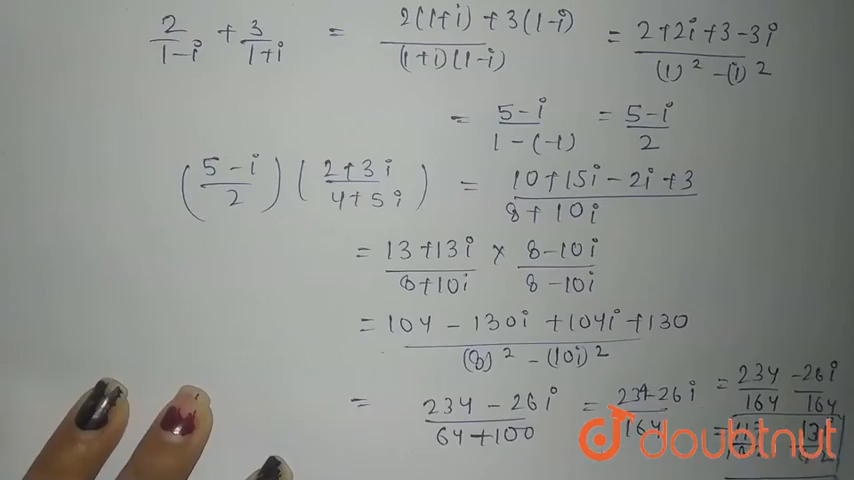 2/(1-i) + 3/(1+i) = (2(1+i) + 3(1-i))/((1+i)(1-i)) = (2+2i+3-3i)/((1)² - (i)²)
= (5-i)/(1-(-1)) = (5-i)/2
((5-i)/2) ((2+3i)/(4+5i)) = (10+15i-2i+3)/(8+10i)
= (13+13i)/(8+10i) × (8-10i)/(8-10i)
= (104 - 130i + 104i + 130)/((8)² - (10i)²)
= (234 - 26i)/(64+100) = (234-26i)/164 = 234/164 - 26i/164
doubtnut